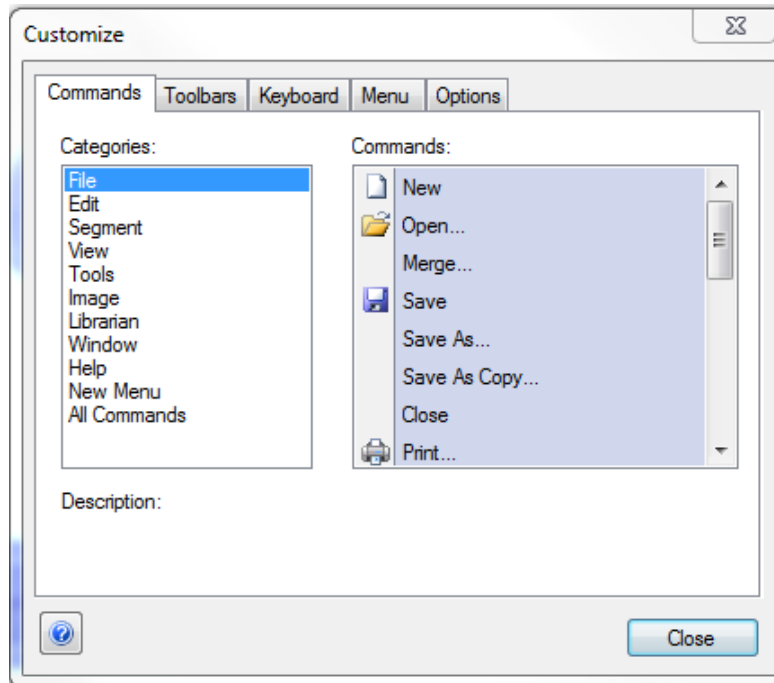 Customize
Commands Toolbars Keyboard Menu Options
Categories: Commands:
File
Edit
Segment
View
Tools
Image
Librarian
Window
Help
New Menu
All Commands
New
Open...
Merge...
Save
Save As...
Save As Copy...
Close
Print...
Description:
Close